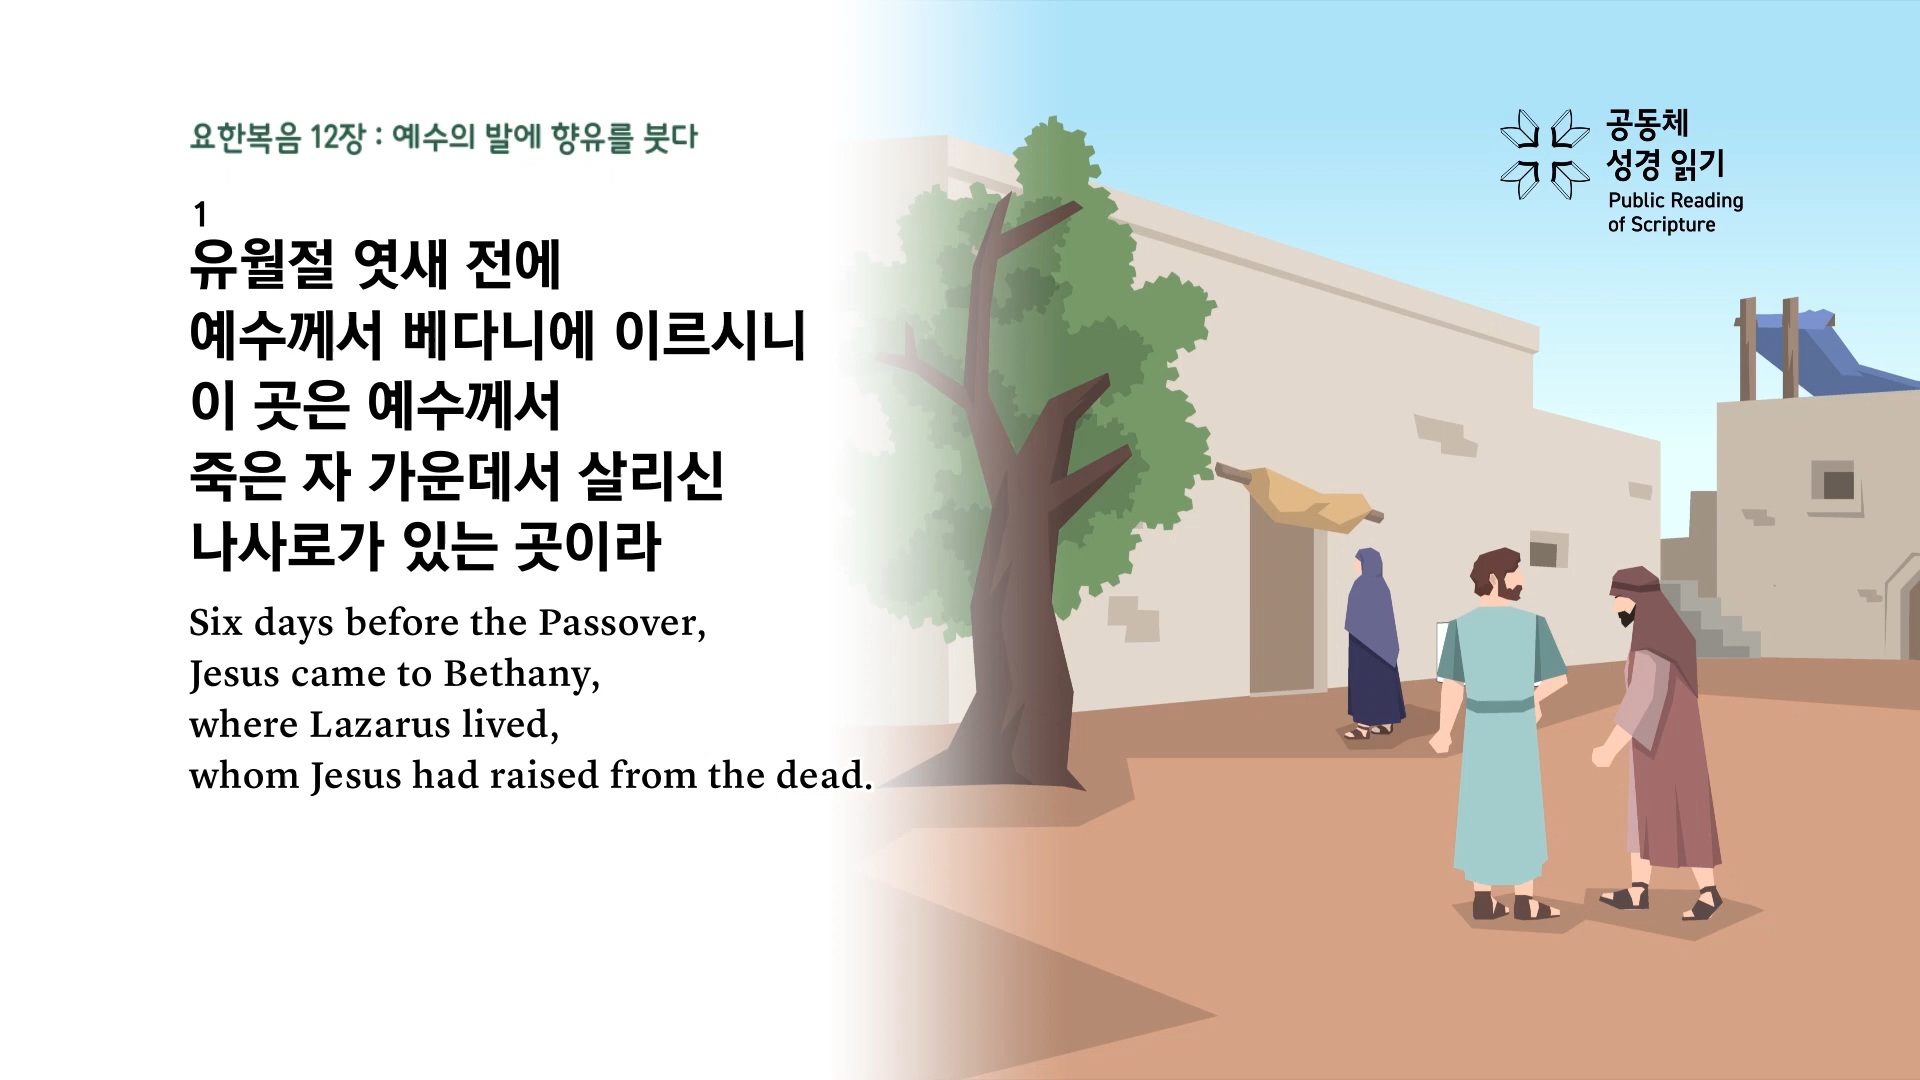 요한복음 12장 : 예수의 발에 향유를 붓다
1
유월절 엿새 전에
예수께서 베다니에 이르시니
이 곳은 예수께서
죽은 자 가운데서 살리신
나사로가 있는 곳이라
Six days before the Passover,
Jesus came to Bethany,
where Lazarus lived,
whom Jesus had raised from the dead.
공동체
성경 읽기
Public Reading
of Scripture